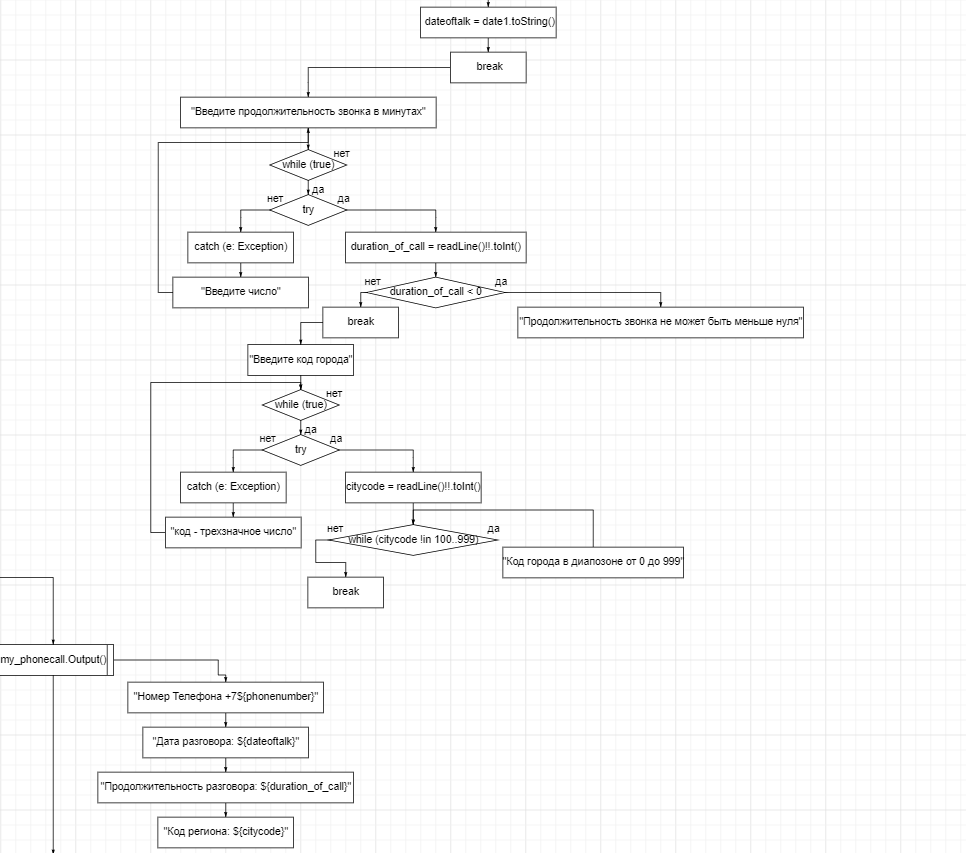 dateoftalk = date1.toString()
break
"Введите продолжительность звонка в минутах"
нет
while (true)
да
нет
да
try
catch (e: Exception)
duration_of_call = readLine()!!.toInt()
"Введите число"
нет
да
duration_of_call < 0
break
"Продолжительность звонка не может быть меньше нуля"
"Введите код города"
нет
while (true)
да
нет
да
try
catch (e: Exception)
citycode = readLine()!!.toInt()
"код - трехзначное число"
нет
да
while (citycode !in 100..999)
"Код города в диапозоне от 0 до 999"
break
my_phonecall.Output()
"Номер Телефона +7${phonenumber}"
"Дата разговора: ${dateoftalk}"
"Продолжительность разговора: ${duration_of_call}"
"Код региона: ${citycode}"